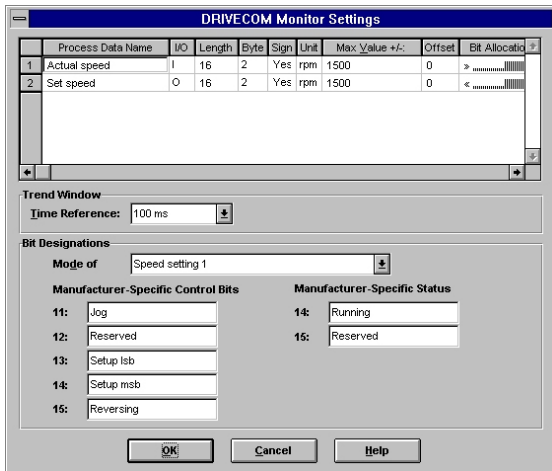 DRIVECOM Monitor Settings
Process Data Name I/O Length Byte Sign Unit Max Value +/-: Offset Bit Allocatio
1 Actual speed I 16 2 Yes rpm 1500 0 »
2 Set speed O 16 2 Yes rpm 1500 0 «
Trend Window
Time Reference: 100 ms
Bit Designations
Mode of Speed setting 1
Manufacturer-Specific Control Bits Manufacturer-Specific Status
11: Jog 14: Running
12: Reserved 15: Reserved
13: Setup lsb
14: Setup msb
15: Reversing
OK Cancel Help